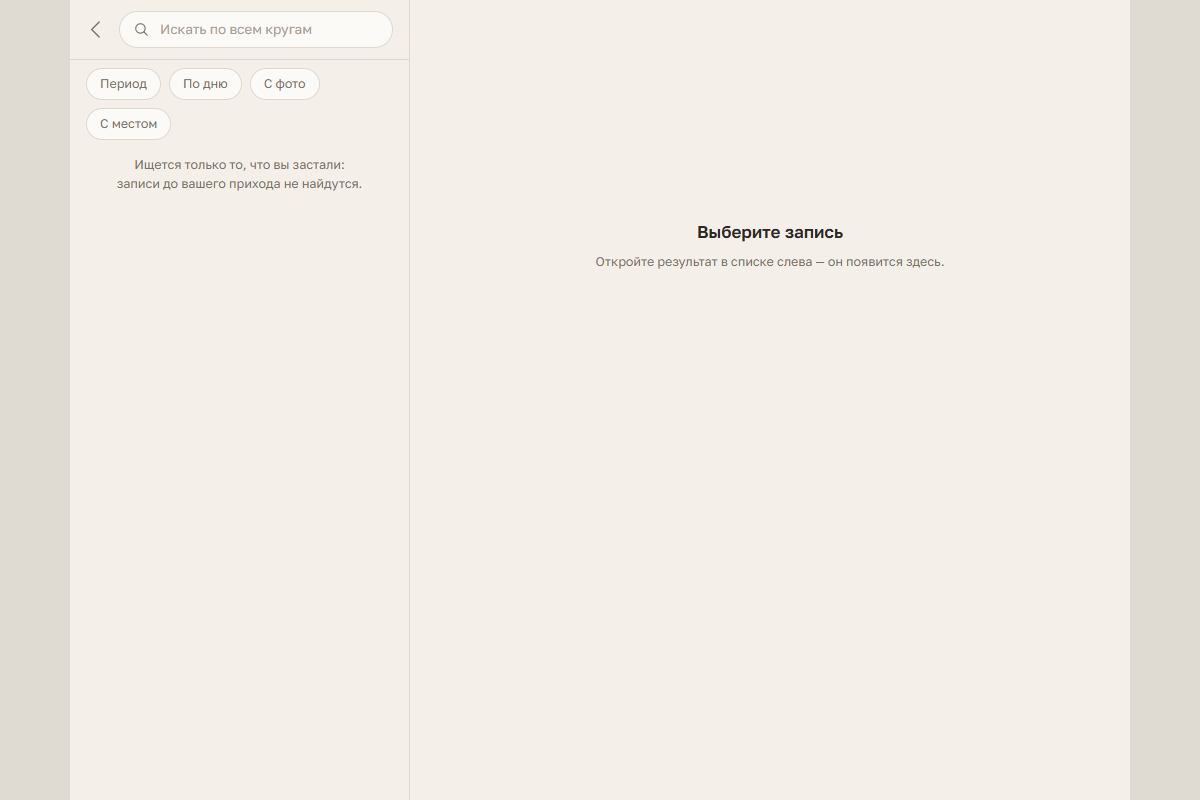 Искать по всем кругам
Период
По дню
С фото
С местом
Ищется только то, что вы застали:
записи до вашего прихода не найдутся.
Выберите запись
Откройте результат в списке слева — он появится здесь.